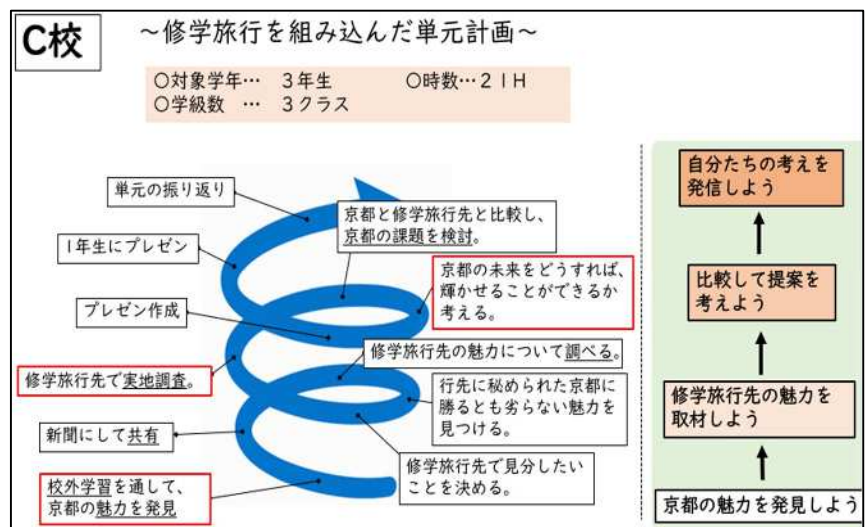 C校
～修学旅行を組み込んだ単元計画～
○対象学年… 3年生 ○時数…21H
○学級数 … 3クラス
単元の振り返り
1年生にプレゼン
プレゼン作成
修学旅行先で実地調査。
新聞にして共有
校外学習を通して、
京都の魅力を発見
京都と修学旅行先と比較し、
京都の課題を検討。
京都の未来をどうすれば、
輝かせることができるか
考える。
修学旅行先の魅力について調べる。
行先に秘められた京都に
勝るとも劣らない魅力を
見つける。
修学旅行先で見分したい
ことを決める。
自分たちの考えを
発信しよう
比較して提案を
考えよう
修学旅行先の魅力を
取材しよう
京都の魅力を発見しよう